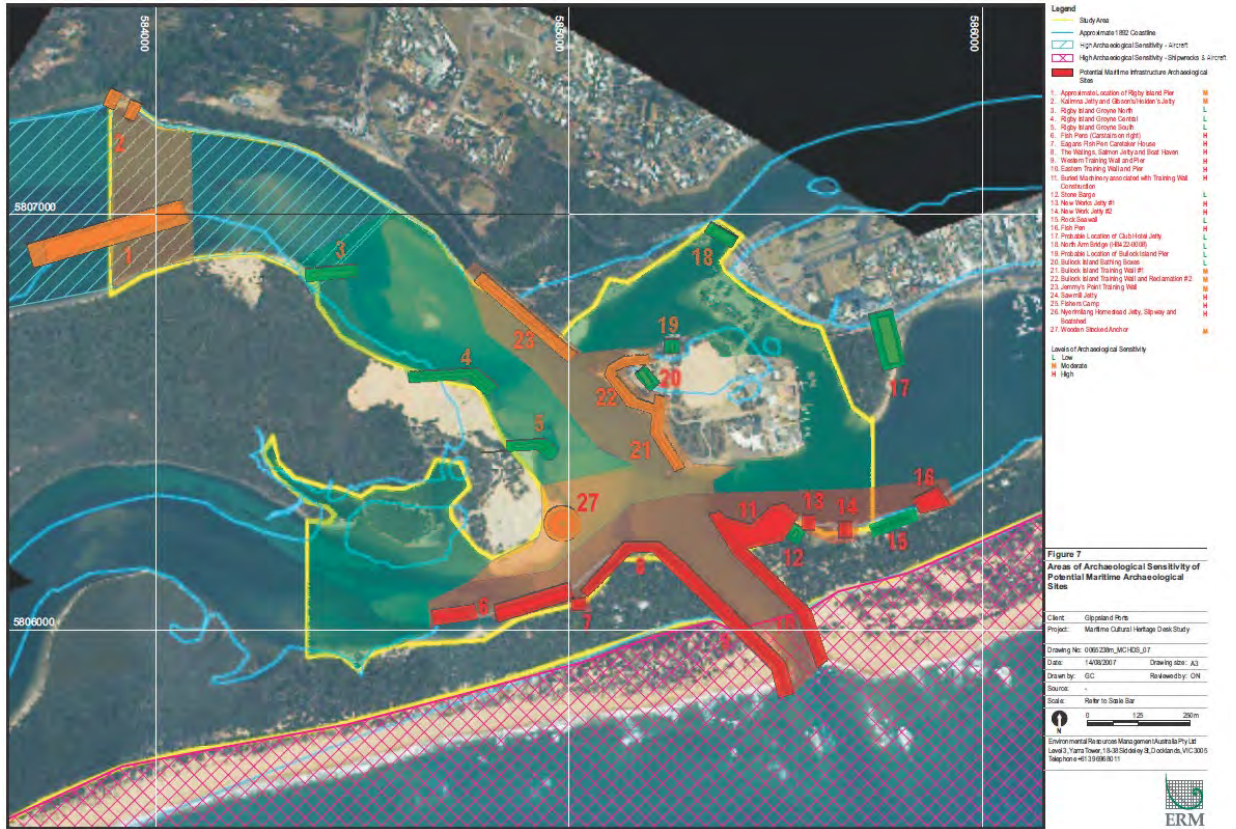 584000
585000
586000
5807000
5806000
1
2
3
4
5
6
7
8
9
10
11
12
13
14
15
16
17
18
19
20
21
22
23
27
Legend
Study Area
Approximate 1892 Coastline
High Archaeological Sensitivity - Aircraft
High Archaeological Sensitivity - Shipwrecks & Aircraft
Potential Maritime Infrastructure Archaeological
Sites
1. Approximate Location of Rigby Island Pier M
2. Kalimna Jetty and Gibson's/Holden's Jetty M
3. Rigby Island Groyne North L
4. Rigby Island Groyne Central L
5. Rigby Island Groyne South L
6. Fish Pens (Carstairs on right) H
7. Eagans Fish Pen Caretaker House H
8. The Walings, Salmon Jetty and Boat Haven H
9. Western Training Wall and Pier H
10. Eastern Training Wall and Pier H
11. Buried Machinery associated with Training Wall H
Construction
12. Stone Barge L
13. New Works Jetty #1 H
14. New Work Jetty #2 H
15. Rock Seawall L
16. Fish Pen H
17. Probable Location of Club Hotel Jetty L
18. North Arm Bridge L
19. Probable Location of Bullock Island Pier L
20. Bullock Island Bathing Boxes L
21. Bullock Island Training Wall #1 M
22. Bullock Island Training Wall and Reclamation #2 M
23. Jemmy's Point Training Wall M
24. Sawmill Jetty H
25. Fishers Camp H
26. Nyerimilang Homestead Jetty, Slipway and H
Boatshed
27. Wooden Stocked Anchor M
Levels of Archaeological Sensitivity
L Low
M Moderate
H High
Figure 7
Areas of Archaeological Sensitivity of
Potential Maritime Archaeological
Sites
Client: Gippsland Ports
Project: Maritime Cultural Heritage Desk Study
Drawing No: 0065238m_MCHDS_07
Date: 14/08/2007 Drawing size: A3
Drawn by: GC Reviewed by: ON
Source: -
Scale: Refer to Scale Bar
N 0 125 250m
Environmental Resources Management Australia Pty Ltd
Level 3, Yarra Tower, 18-38 Siddeley St, Docklands, VIC 3005
Telephone +61 3 9696 8011
ERM